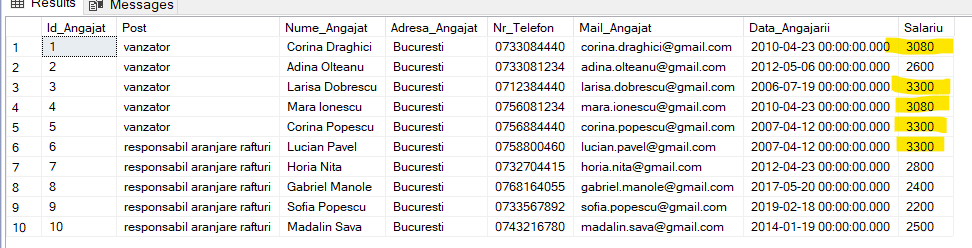 Results Messages
Id_Angajat Post Nume_Angajat Adresa_Angajat Nr_Telefon Mail_Angajat Data_Angajarii Salariu
1 1 vanzator Corina Draghici Bucuresti 0733084440 corina.draghici@gmail.com 2010-04-23 00:00:00.000 3080
2 2 vanzator Adina Olteanu Bucuresti 0733081234 adina.olteanu@gmail.com 2012-05-06 00:00:00.000 2600
3 3 vanzator Larisa Dobrescu Bucuresti 0712384440 larisa.dobrescu@gmail.com 2006-07-19 00:00:00.000 3300
4 4 vanzator Mara Ionescu Bucuresti 0756081234 mara.ionescu@gmail.com 2010-04-23 00:00:00.000 3080
5 5 vanzator Corina Popescu Bucuresti 0756884440 corina.popescu@gmail.com 2007-04-12 00:00:00.000 3300
6 6 responsabil aranjare rafturi Lucian Pavel Bucuresti 0758800460 lucian.pavel@gmail.com 2007-04-12 00:00:00.000 3300
7 7 responsabil aranjare rafturi Horia Nita Bucuresti 0732704415 horia.nita@gmail.com 2012-04-23 00:00:00.000 2800
8 8 responsabil aranjare rafturi Gabriel Manole Bucuresti 0768164055 gabriel.manole@gmail.com 2017-05-20 00:00:00.000 2400
9 9 responsabil aranjare rafturi Sofia Popescu Bucuresti 0733567892 sofia.popescu@gmail.com 2019-02-18 00:00:00.000 2200
10 10 responsabil aranjare rafturi Madalin Sava Bucuresti 0743216780 madalin.sava@gmail.com 2014-01-19 00:00:00.000 2500